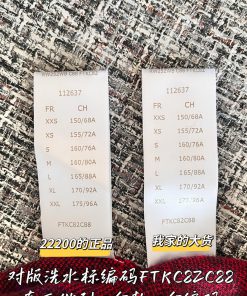 112637
FR CH
XXS 150/68A
XS 155/72A
S 160/76A
M 160/80A
L 165/88A
XL 170/92A
XXL 175/96A
FTKC82C88
22200的正品
112637
FR CH
XXS 150/68A
XS 155/72A
S 160/76A
M 160/80A
L 165/88A
XL 170/92A
XXL 175/96A
FTKC82C88
我家的大货
对版洗水标编码FTKC82C88